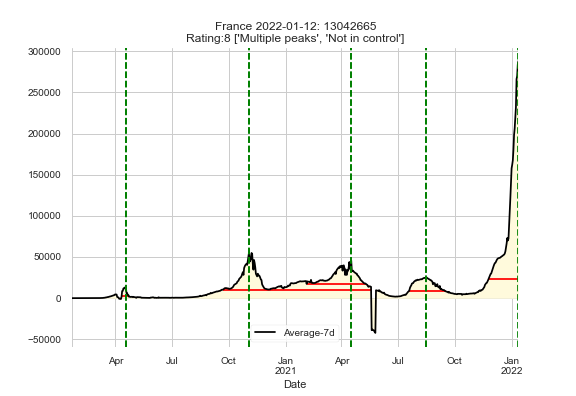 France 2022-01-12: 13042665
Rating:8 ['Multiple peaks', 'Not in control']
300000
250000
200000
150000
100000
50000
0
−50000
Average-7d
Apr Jul Oct Jan Apr Jul Oct Jan
2021 2022
Date